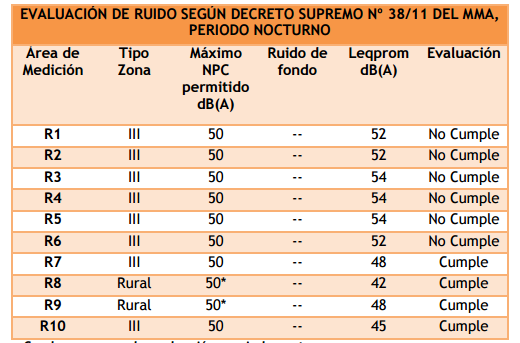 EVALUACIÓN DE RUIDO SEGÚN DECRETO SUPREMO Nº 38/11 DEL MMA,
PERIODO NOCTURNO
Área de Medición Tipo Zona Máximo NPC permitido dB(A) Ruido de fondo Leqprom dB(A) Evaluación
R1 III 50 -- 52 No Cumple
R2 III 50 -- 52 No Cumple
R3 III 50 -- 54 No Cumple
R4 III 50 -- 54 No Cumple
R5 III 50 -- 54 No Cumple
R6 III 50 -- 52 No Cumple
R7 III 50 -- 48 Cumple
R8 Rural 50* -- 42 Cumple
R9 Rural 50* -- 48 Cumple
R10 III 50 -- 45 Cumple